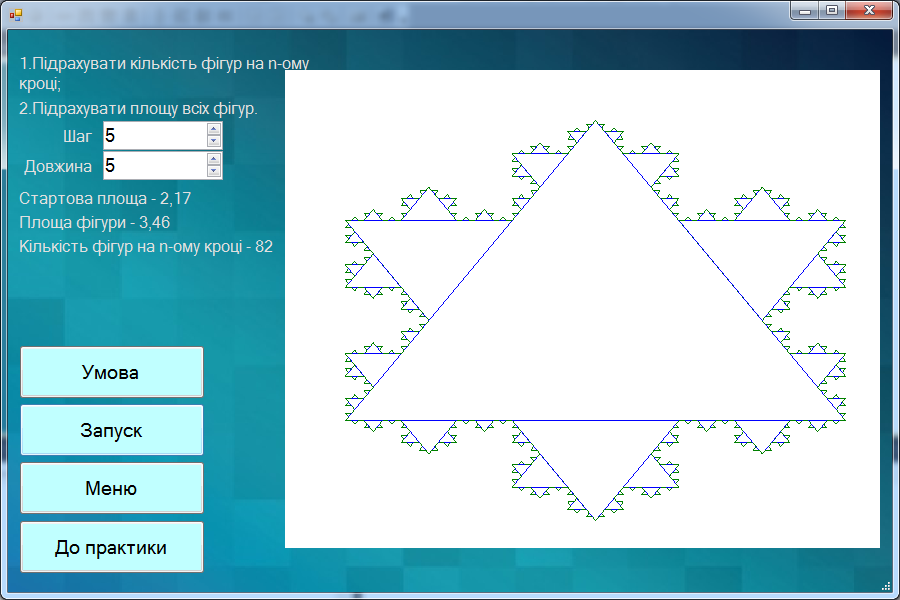 1.Підрахувати кількість фігур на n-ому
кроці;
2.Підрахувати площу всіх фігур.
Шаг 5
Довжина 5
Стартова площа - 2,17
Площа фігури - 3,46
Кількість фігур на n-ому кроці - 82
Умова
Запуск
Меню
До практики